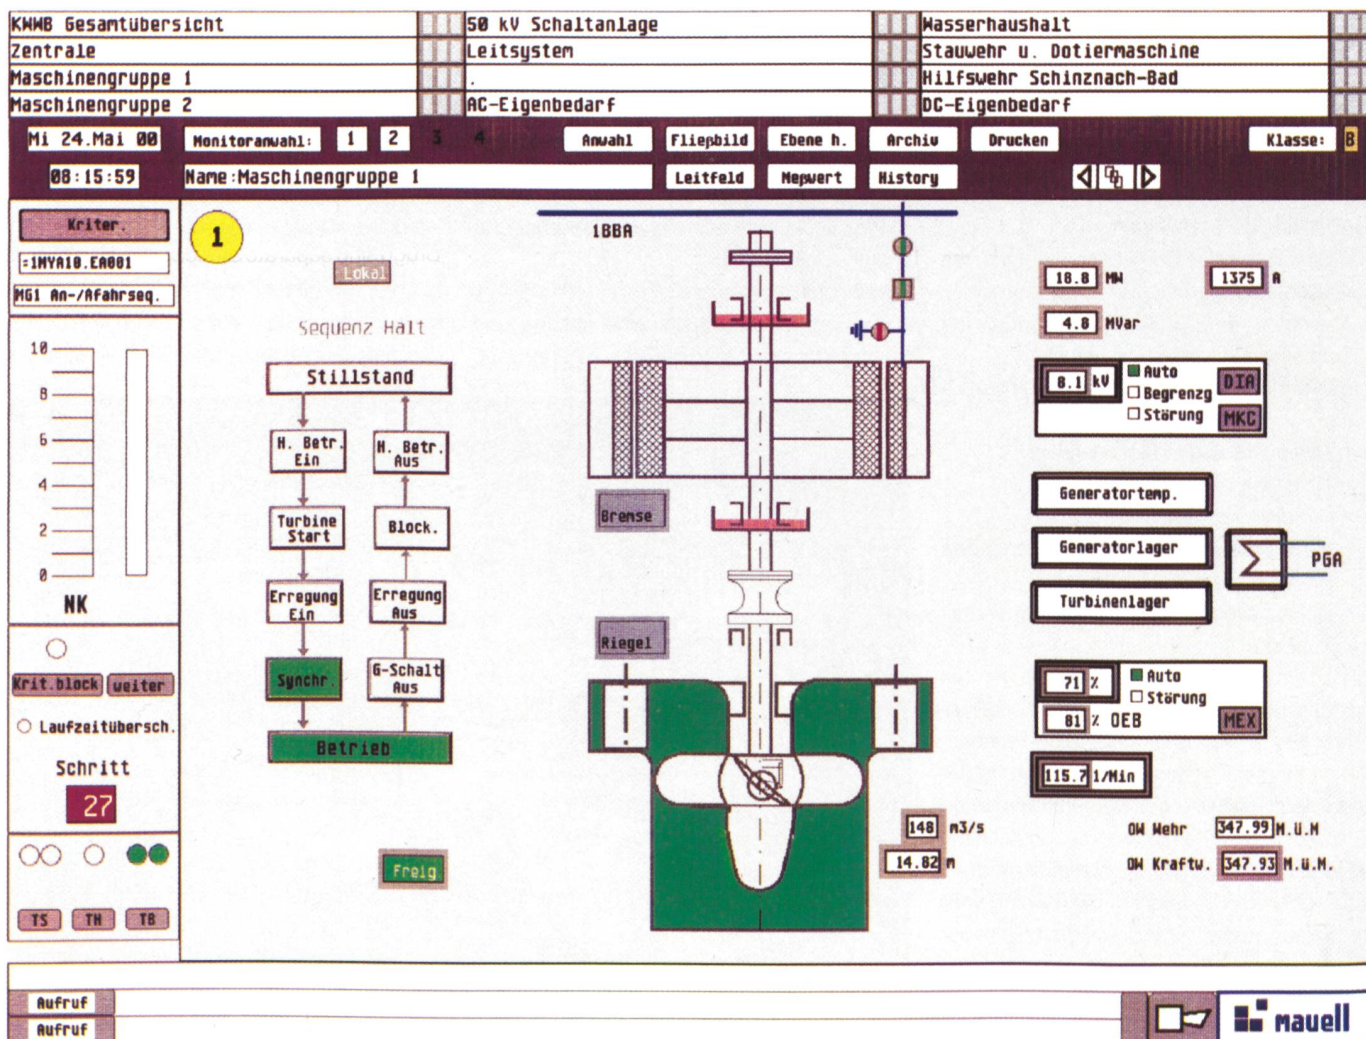 KWWB Gesamtübersicht
50 kV Schaltanlage
Wasserhaushalt
Zentrale
Leitsystem
Stauwehr u. Dotiermaschine
Maschinengruppe 1
.
Hilfswehr Schinznach-Bad
Maschinengruppe 2
AC-Eigenbedarf
DC-Eigenbedarf
Mi 24.Mai 00
Monitoranwahl: 1 2 3 4
Anwahl
Fließbild
Ebene h.
Archiv
Drucken
Klasse: B
08:15:59
Name:Maschinengruppe 1
Leitfeld
Meßwert
History
Kriter.
=1MYA10.EA001
MG1 An-/Afahrseq.
10
8
6
4
2
0
NK
Krit.block
weiter
Laufzeitübersch.
Schritt
27
TS
TH
TB
1
Lokal
Sequenz Halt
Stillstand
H. Betr.
Ein
H. Betr.
Aus
Turbine
Start
Block.
Erregung
Ein
Erregung
Aus
Synchr.
G-Schalt
Aus
Betrieb
Freig
1BBA
Bremse
Riegel
148 m3/s
14.82 m
18.8 MW
1375 A
4.8 MVar
8.1 kV
Auto
Begrenzg
Störung
DIA
MKC
Generatortemp.
Generatorlager
Turbinenlager
PGA
71 %
Auto
Störung
81 % OEB
MEX
115.7 1/Min
OW Wehr 347.99 M.ü.M
OW Kraftw. 347.93 M.ü.M.
Aufruf
Aufruf
mauell